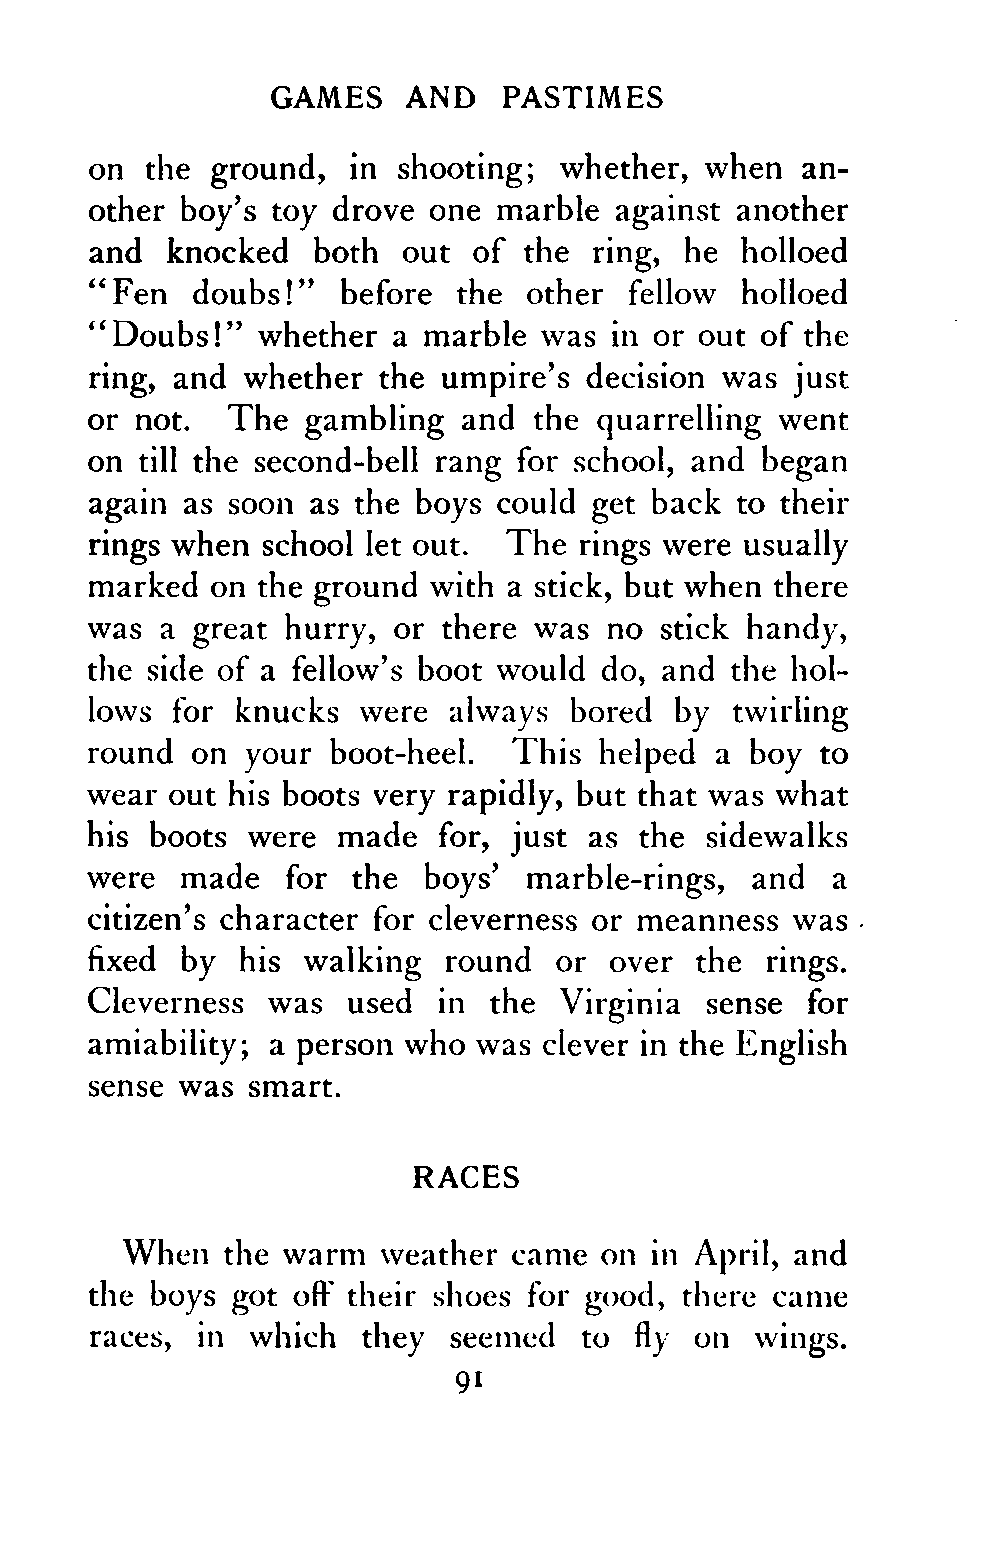 GAMES AND PASTIMES
on the ground, in shooting; whether, when an-
other boy's toy drove one marble against another
and knocked both out of the ring, he holloed
"Fen doubs!" before the other fellow holloed
"Doubs!" whether a marble was in or out of the
ring, and whether the umpire's decision was just
or not. The gambling and the quarrelling went
on till the second-bell rang for school, and began
again as soon as the boys could get back to their
rings when school let out. The rings were usually
marked on the ground with a stick, but when there
was a great hurry, or there was no stick handy,
the side of a fellow's boot would do, and the hol-
lows for knucks were always bored by twirling
round on your boot-heel. This helped a boy to
wear out his boots very rapidly, but that was what
his boots were made for, just as the sidewalks
were made for the boys' marble-rings, and a
citizen's character for cleverness or meanness was
fixed by his walking round or over the rings.
Cleverness was used in the Virginia sense for
amiability; a person who was clever in the English
sense was smart.
RACES
When the warm weather came on in April, and
the boys got off their shoes for good, there came
races, in which they seemed to fly on wings.
91